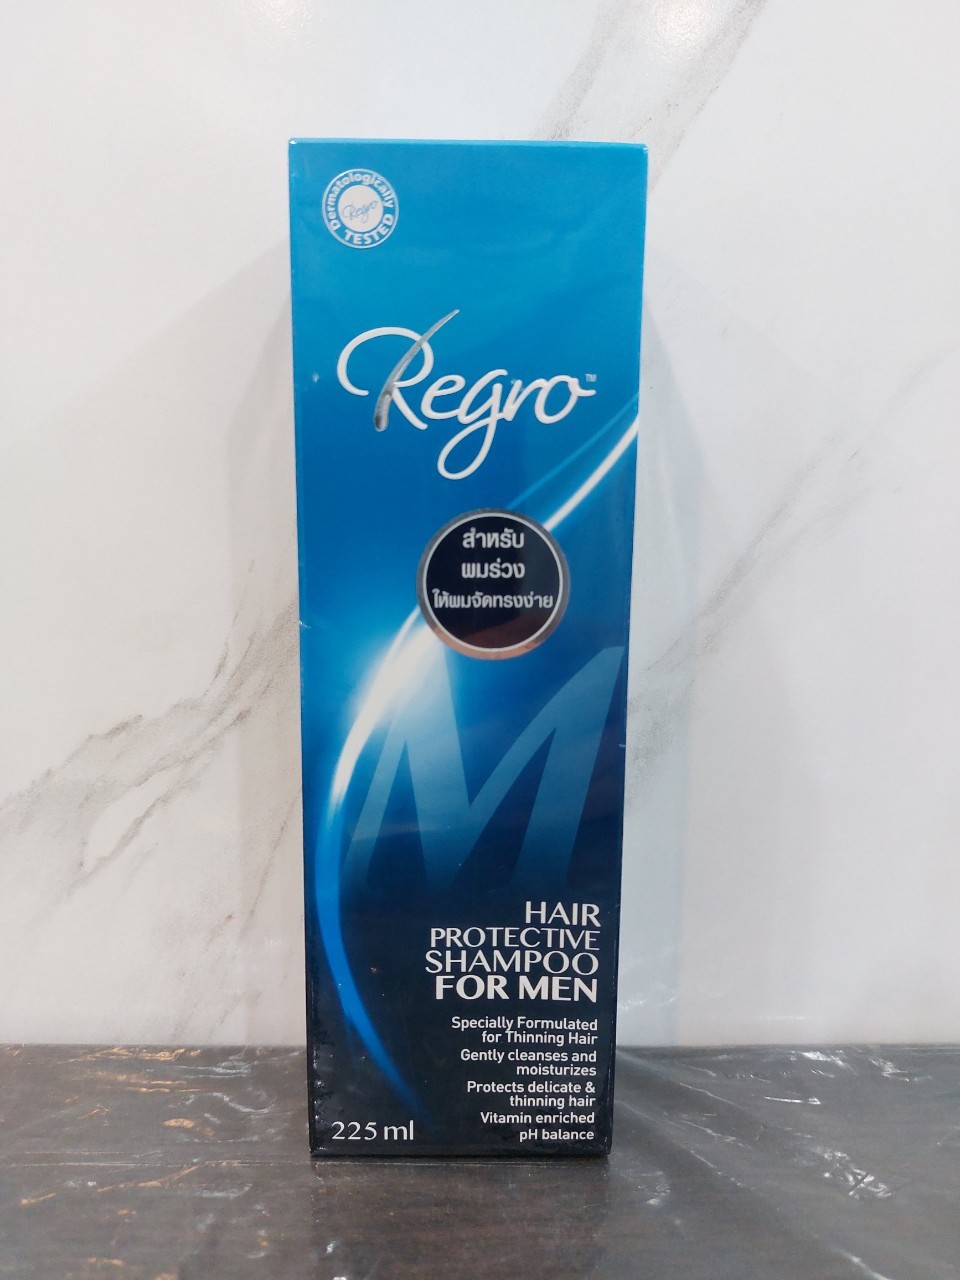 Dermatologically
Regro
TESTED
Regro™
สำหรับ
ผมร่วง
ให้ผมจัดทรงง่าย
M
HAIR
PROTECTIVE
SHAMPOO
FOR MEN
Specially Formulated
for Thinning Hair
Gently cleanses and
moisturizes
Protects delicate &
thinning hair
Vitamin enriched
pH balance
225 ml